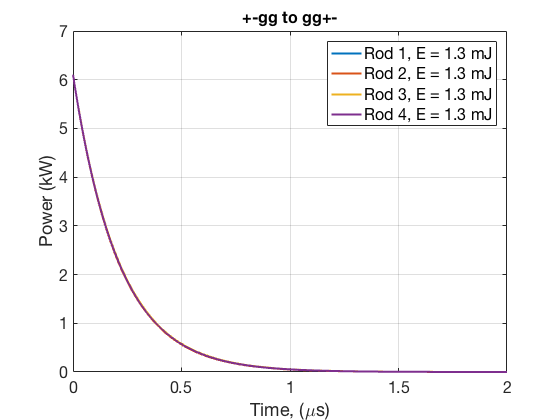 +-gg to gg+-
7
6
5
4
3
2
1
0
Power (kW)
Rod 1, E = 1.3 mJ
Rod 2, E = 1.3 mJ
Rod 3, E = 1.3 mJ
Rod 4, E = 1.3 mJ
0 0.5 1 1.5 2
Time, (μs)